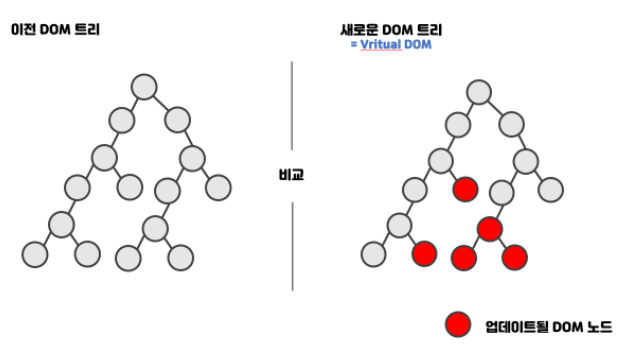 이전 DOM 트리
새로운 DOM 트리
= Vritual DOM
비교
업데이트될 DOM 노드